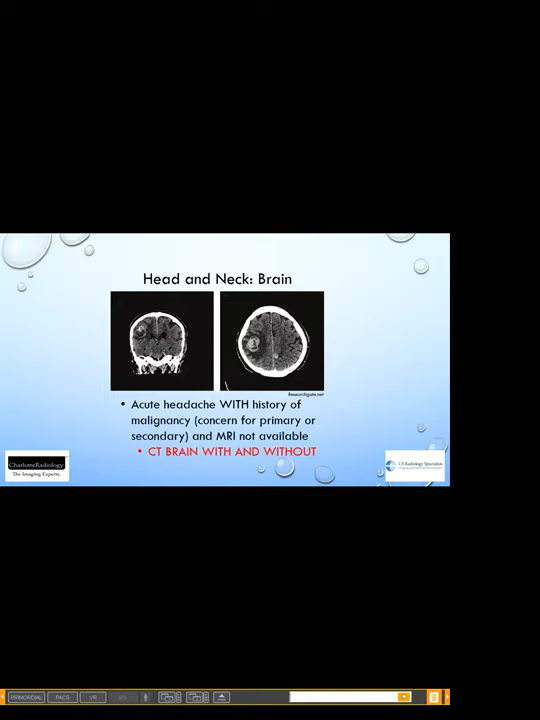 Head and Neck: Brain
Researchgate.net
• Acute headache WITH history of
malignancy (concern for primary or
secondary) and MRI not available
• CT BRAIN WITH AND WITHOUT
CharlotteRadiology
The Imaging Experts.
US Radiology Specialists
PRIMORDIAL
PACS
VR